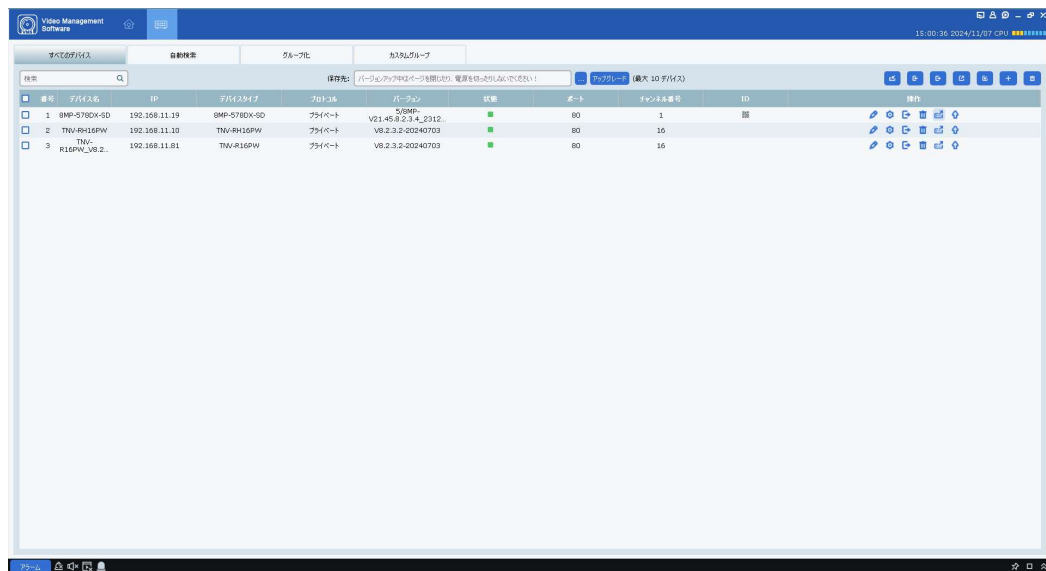 Video Management
Software
15:00:36 2024/11/07 CPU
すべてのデバイス 自動検索 グループ化 カスタムグループ
検索 保存先: バージョンアップ中はページを閉じたり、電源を切ったりしないでください! ... アップグレード (最大 10 デバイス)
番号 デバイス名 IP デバイスタイプ プロトコル バージョン 状態 ポート チャンネル番号 ID 操作
1 8MP-578DX-SD 192.168.11.19 8MP-578DX-SD プライベート 5/8MP-
V21.45.8.2.3.4_2312... 80 1
2 TNV-RH16PW 192.168.11.10 TNV-RH16PW プライベート V8.2.3.2-20240703 80 16
3 TNV-
R16PW_V8.2... 192.168.11.81 TNV-R16PW プライベート V8.2.3.2-20240703 80 16
アラーム